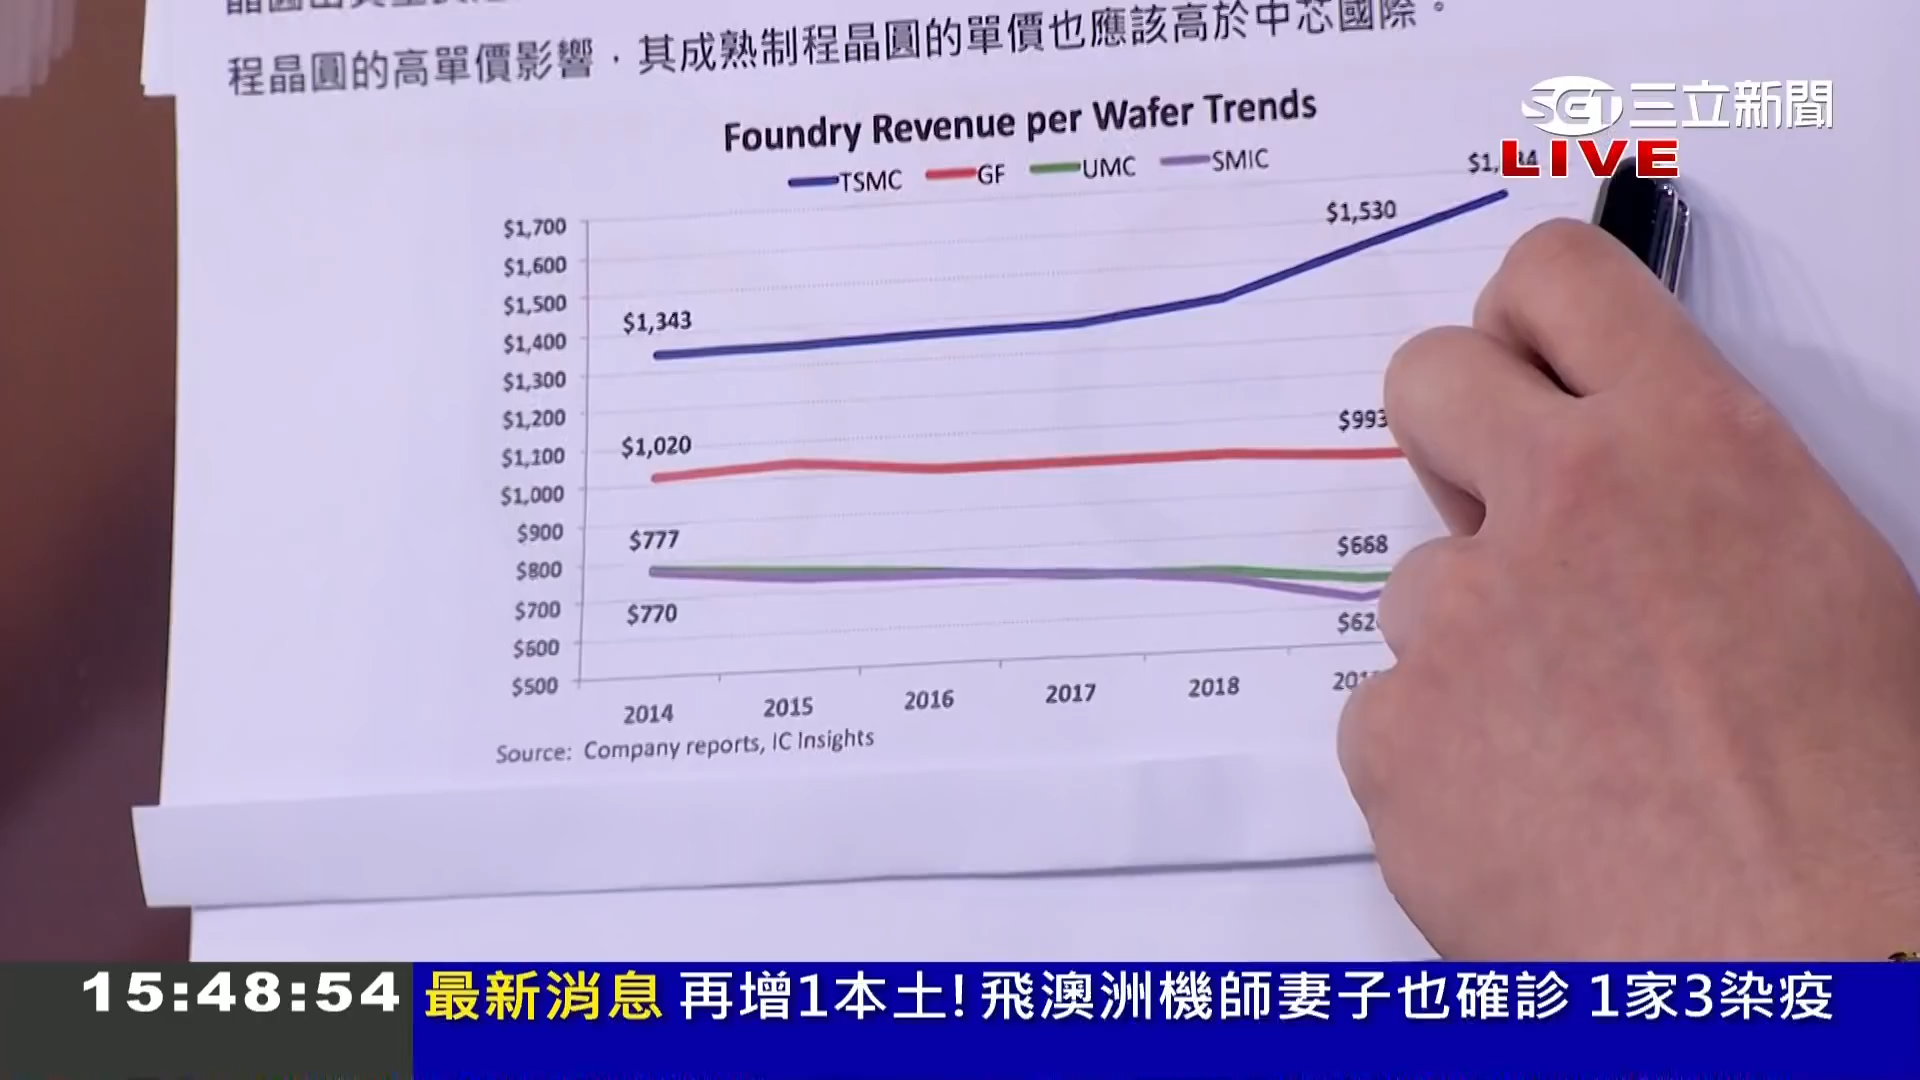 程晶圓的高單價影響，其成熟制程晶圓的單價也應該高於中芯國際。
SET三立新聞
LIVE
Foundry Revenue per Wafer Trends
TSMC GF UMC SMIC
$1,530
$1,700
$1,600
$1,500
$1,343
$1,400
$1,300
$1,200
$993
$1,020
$1,100
$1,000
$900
$777
$668
$800
$700
$770
$600
$500
2014 2015 2016 2017 2018
Source: Company reports, IC Insights
15:48:54
最新消息 再增1本土!飛澳洲機師妻子也確診 1家3染疫